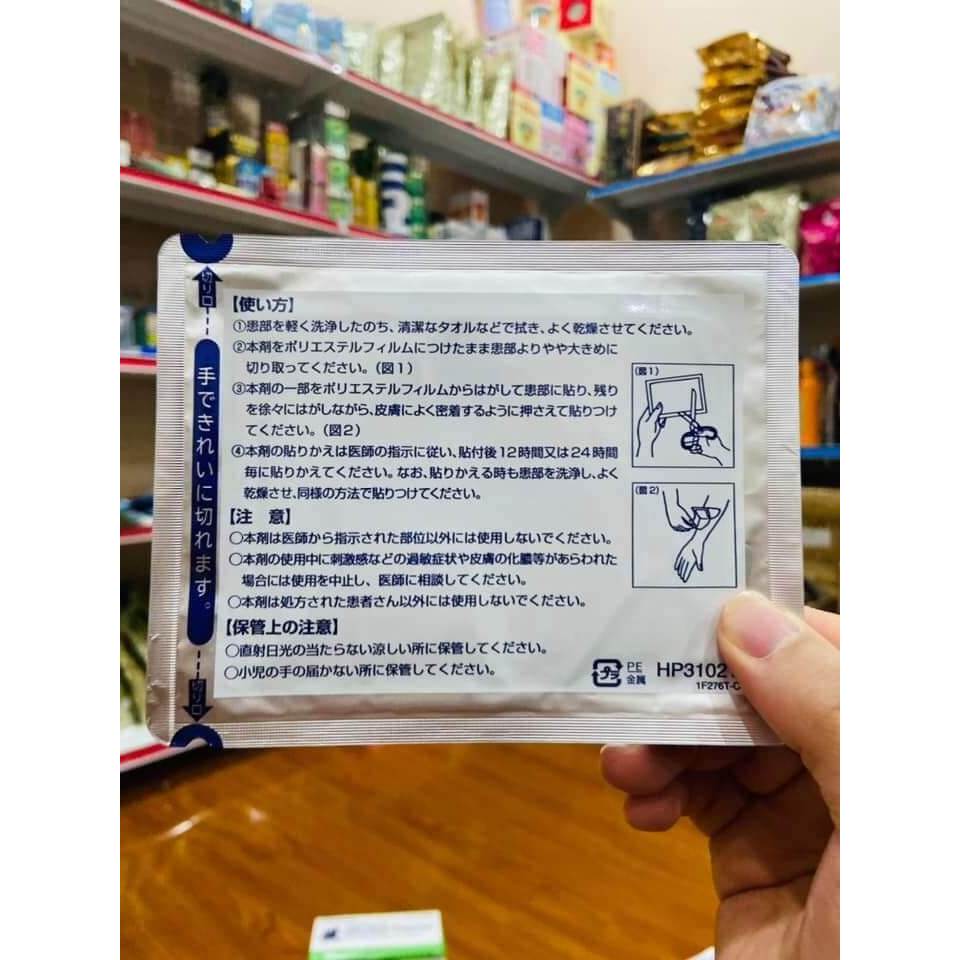 切り口
手できれいに切れます。
切り口
【使い方】
①患部を軽く洗浄したのち、清潔なタオルなどで拭き、よく乾燥させてください。
②本剤をポリエステルフィルムにつけたまま患部よりやや大きめに
切り取ってください。(図1)
③本剤の一部をポリエステルフィルムからはがして患部に貼り、残り
を徐々にはがしながら、皮膚によく密着するように押さえて貼りつけ
てください。(図2)
④本剤の貼りかえは医師の指示に従い、貼付後12時間又は24時間
毎に貼りかえてください。なお、貼りかえる時も患部を洗浄し、よく
乾燥させ、同様の方法で貼りつけてください。
(図1)
(図2)
【注 意】
○本剤は医師から指示された部位以外には使用しないでください。
○本剤の使用中に刺激感などの過敏症状や皮膚の化膿等があらわれた
場合には使用を中止し、医師に相談してください。
○本剤は処方された患者さん以外には使用しないでください。
【保管上の注意】
○直射日光の当たらない涼しい所に保管してください。
○小児の手の届かない所に保管してください。
プラ
PE
金属
HP3102
1F276T-C